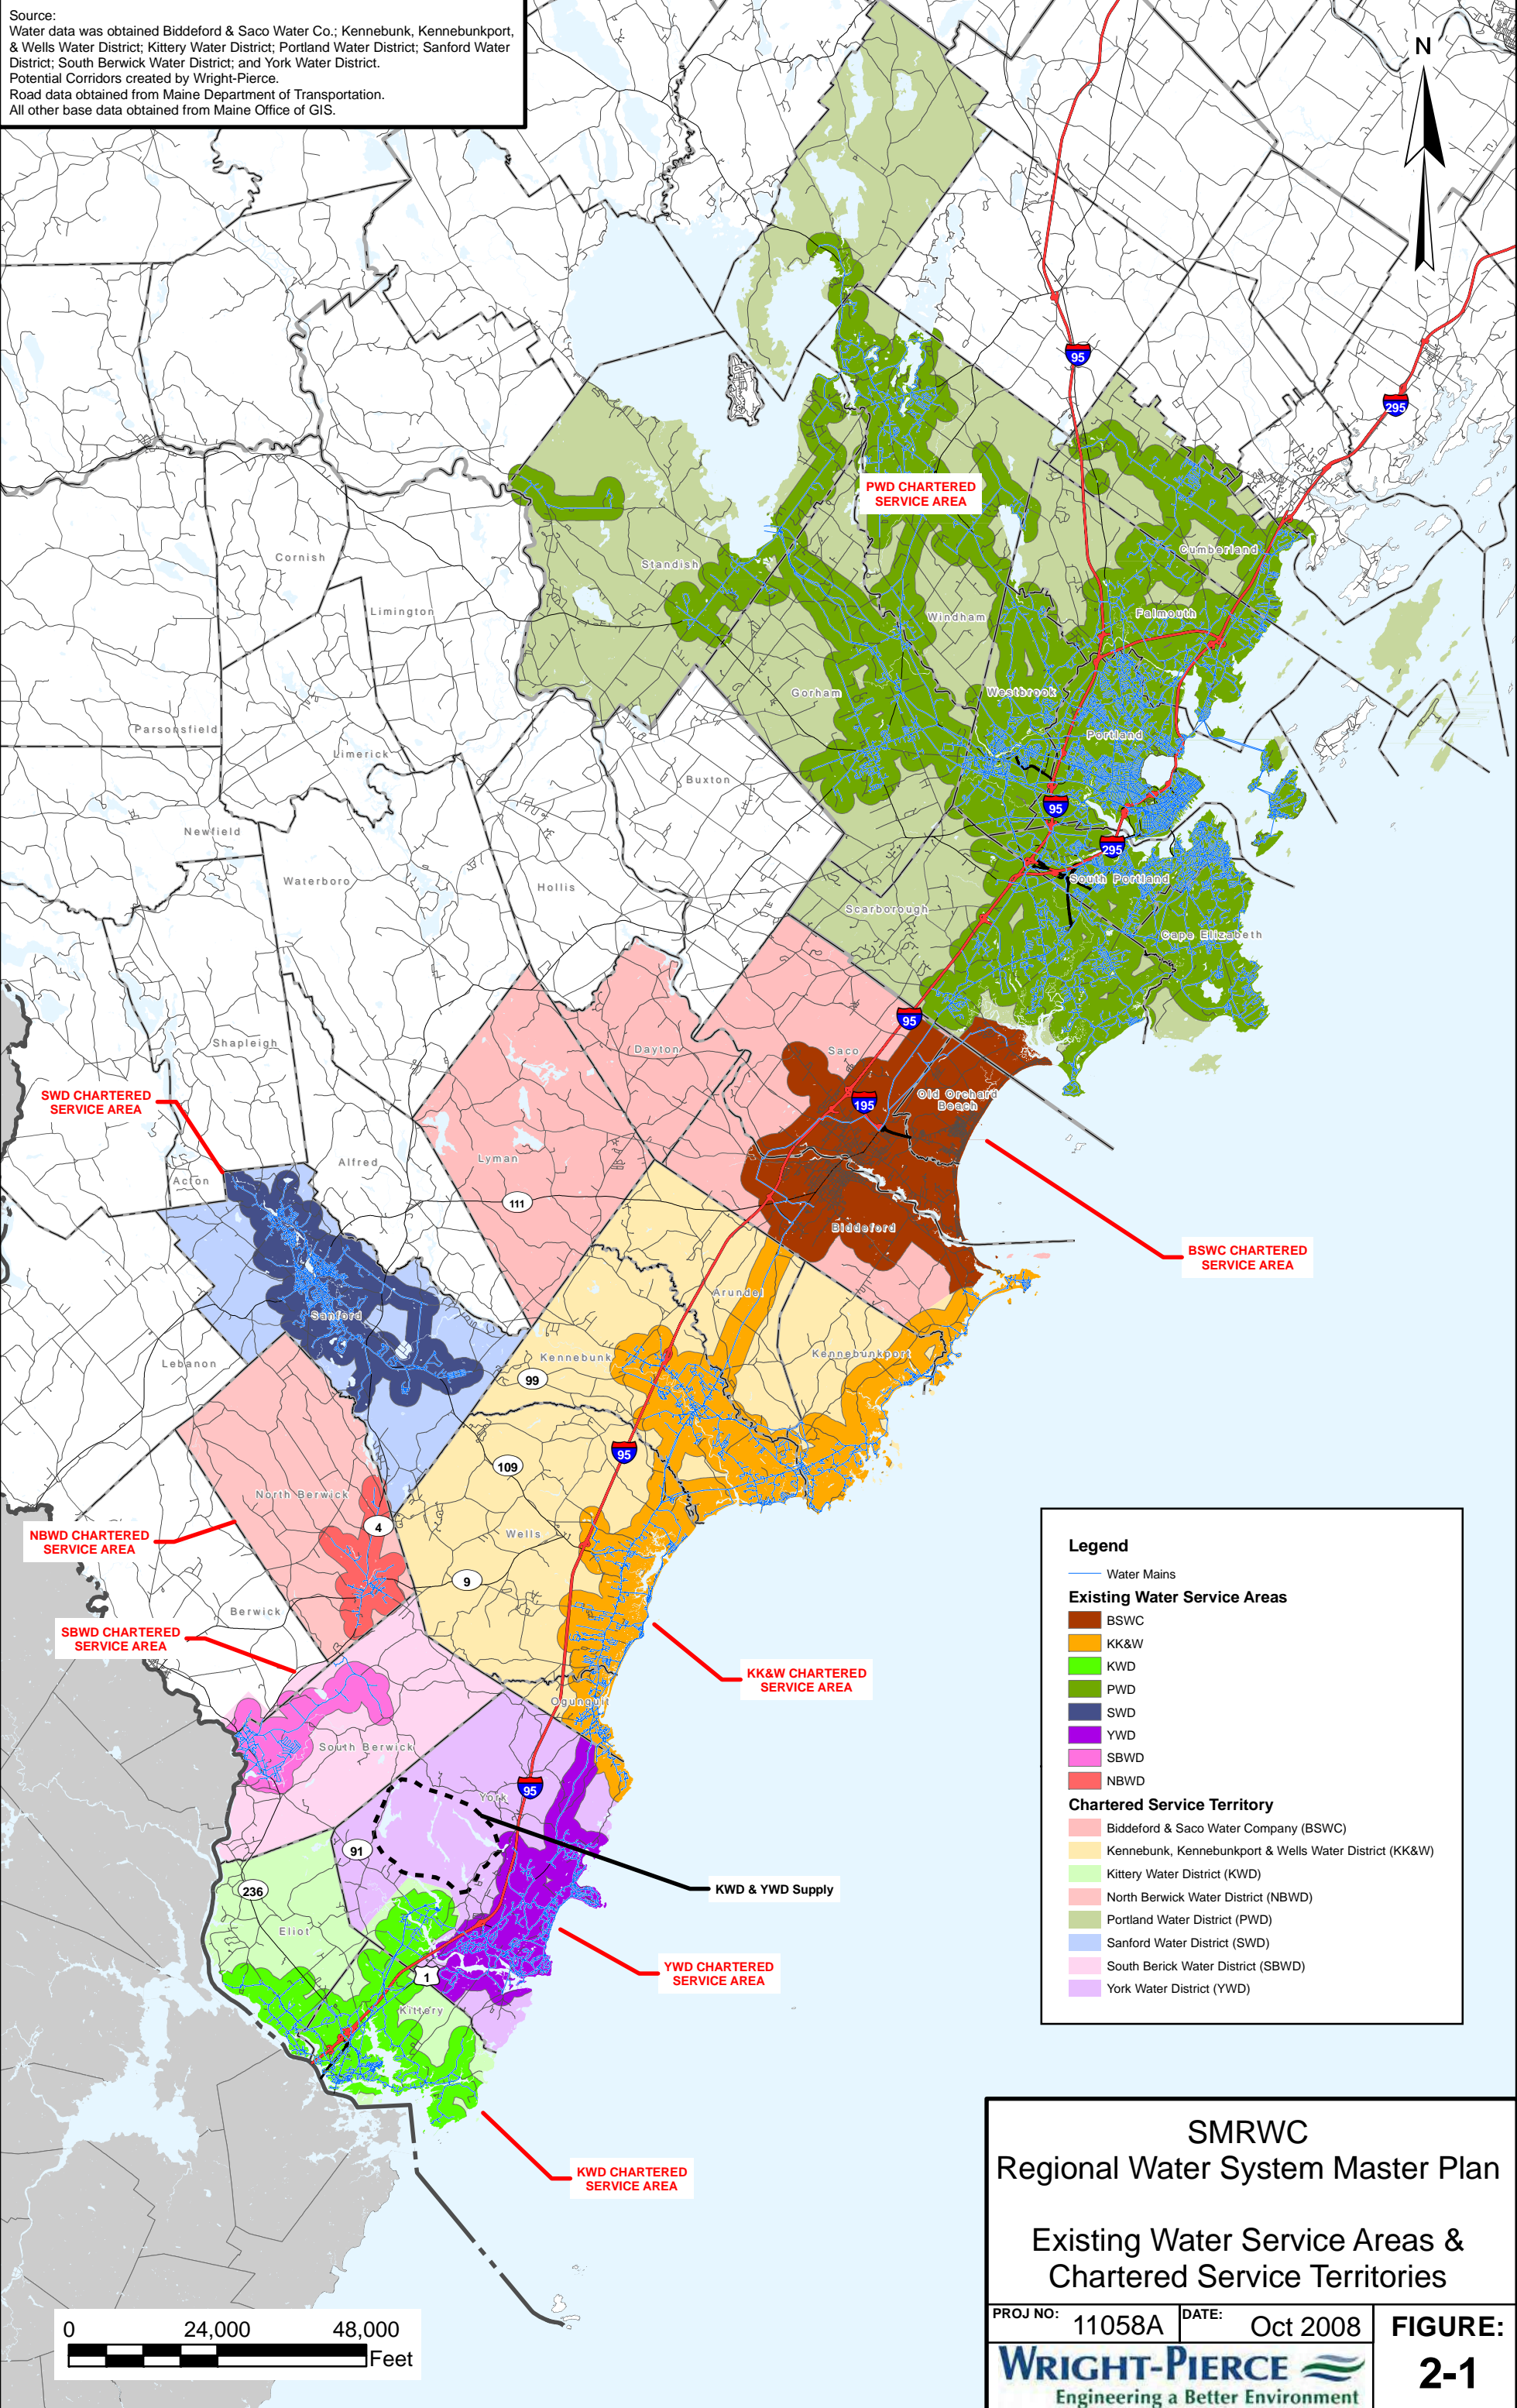 Source:
Water data was obtained Biddeford & Saco Water Co.; Kennebunk, Kennebunkport,
& Wells Water District; Kittery Water District; Portland Water District; Sanford Water
District; South Berwick Water District; and York Water District.
Potential Corridors created by Wright-Pierce.
Road data obtained from Maine Department of Transportation.
All other base data obtained from Maine Office of GIS.
N
95
295
PWD CHARTERED
SERVICE AREA
Cornish
Standish
Cumberland
Limington
Windham
Falmouth
Gorham
Westbrook
Parsonsfield
Limerick
Portland
Buxton
95
Newfield
295
Waterboro
Hollis
South Portland
Scarborough
Cape Elizabeth
95
Shapleigh
Dayton
Saco
SWD CHARTERED
SERVICE AREA
195
Old Orchard
Beach
Alfred
Lyman
Acton
111
Biddeford
BSWC CHARTERED
SERVICE AREA
Arundel
Sanford
Kennebunk
Kennebunkport
Lebanon
99
95
109
North Berwick
4
Wells
NBWD CHARTERED
SERVICE AREA
9
Berwick
SBWD CHARTERED
SERVICE AREA
KK&W CHARTERED
SERVICE AREA
Ogunquit
South Berwick
95
York
91
KWD & YWD Supply
236
Eliot
YWD CHARTERED
SERVICE AREA
1
Kittery
KWD CHARTERED
SERVICE AREA
Legend
Water Mains
Existing Water Service Areas
BSWC
KK&W
KWD
PWD
SWD
YWD
SBWD
NBWD
Chartered Service Territory
Biddeford & Saco Water Company (BSWC)
Kennebunk, Kennebunkport & Wells Water District (KK&W)
Kittery Water District (KWD)
North Berwick Water District (NBWD)
Portland Water District (PWD)
Sanford Water District (SWD)
South Berick Water District (SBWD)
York Water District (YWD)
SMRWC
Regional Water System Master Plan
Existing Water Service Areas &
Chartered Service Territories
PROJ NO: 11058A DATE: Oct 2008
FIGURE:
2-1
WRIGHT-PIERCE
Engineering a Better Environment
0 24,000 48,000
Feet